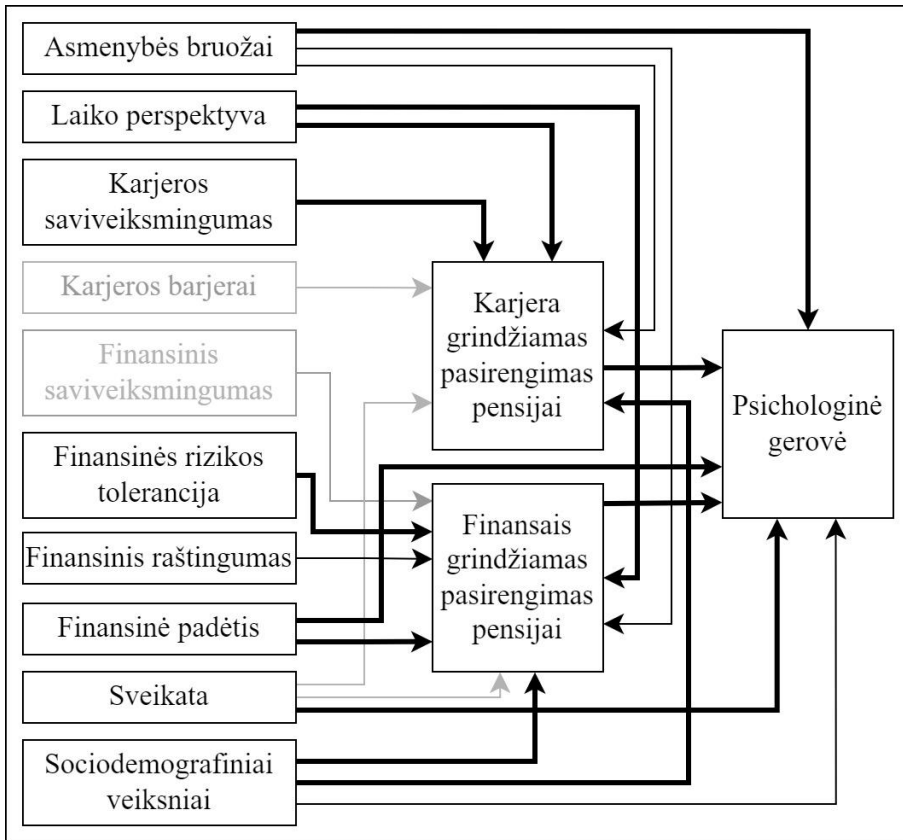 Asmenybės bruožai
Laiko perspektyva
Karjeros
saviveiksmingumas
Karjeros barjerai
Finansinis
saviveiksmingumas
Finansinės rizikos
tolerancija
Finansinis raštingumas
Finansinė padėtis
Sveikata
Sociodemografiniai
veiksniai
Karjera
grindžiamas
pasirengimas
pensijai
Finansais
grindžiamas
pasirengimas
pensijai
Psichologinė
gerovė